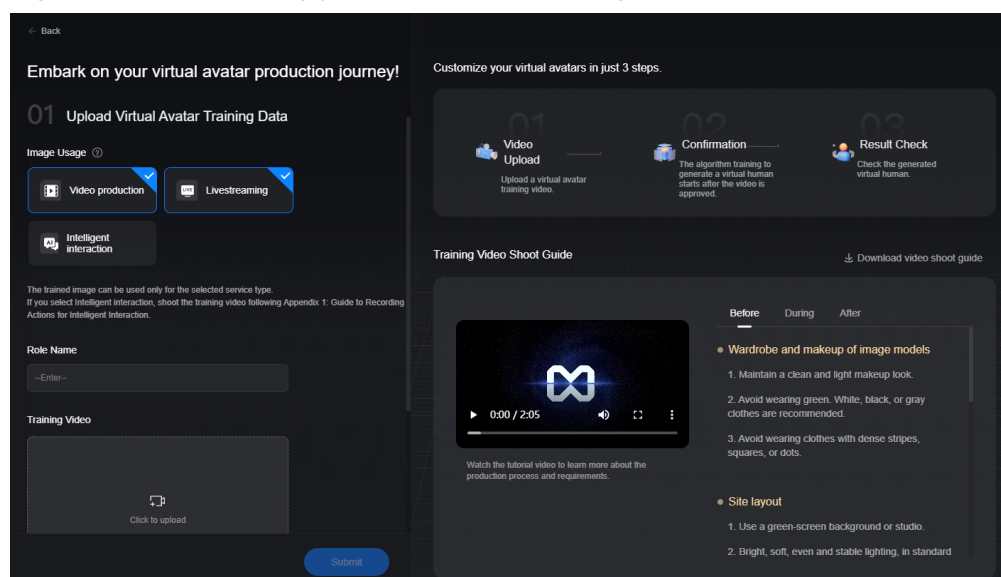 Back
Embark on your virtual avatar production journey!
01 Upload Virtual Avatar Training Data
Image Usage
Video production
LIVE
Livestreaming
AI
Intelligent
interaction
The trained image can be used only for the selected service type.
If you select Intelligent interaction, shoot the training video following Appendix 1: Guide to Recording
Actions for Intelligent Interaction.
Role Name
--Enter--
Training Video
Click to upload
Submit
Customize your virtual avatars in just 3 steps.
01
Video
Upload
Upload a virtual avatar
training video.
02
Confirmation
The algorithm training to
generate a virtual human
starts after the video is
approved.
03
Result Check
Check the generated
virtual human.
Training Video Shoot Guide
Download video shoot guide
0:00 / 2:05
Watch the tutorial video to learn more about the
production process and requirements.
Before During After
Wardrobe and makeup of image models
1. Maintain a clean and light makeup look.
2. Avoid wearing green. White, black, or gray
clothes are recommended.
3. Avoid wearing clothes with dense stripes,
squares, or dots.
Site layout
1. Use a green-screen background or studio.
2. Bright, soft, even and stable lighting, in standard